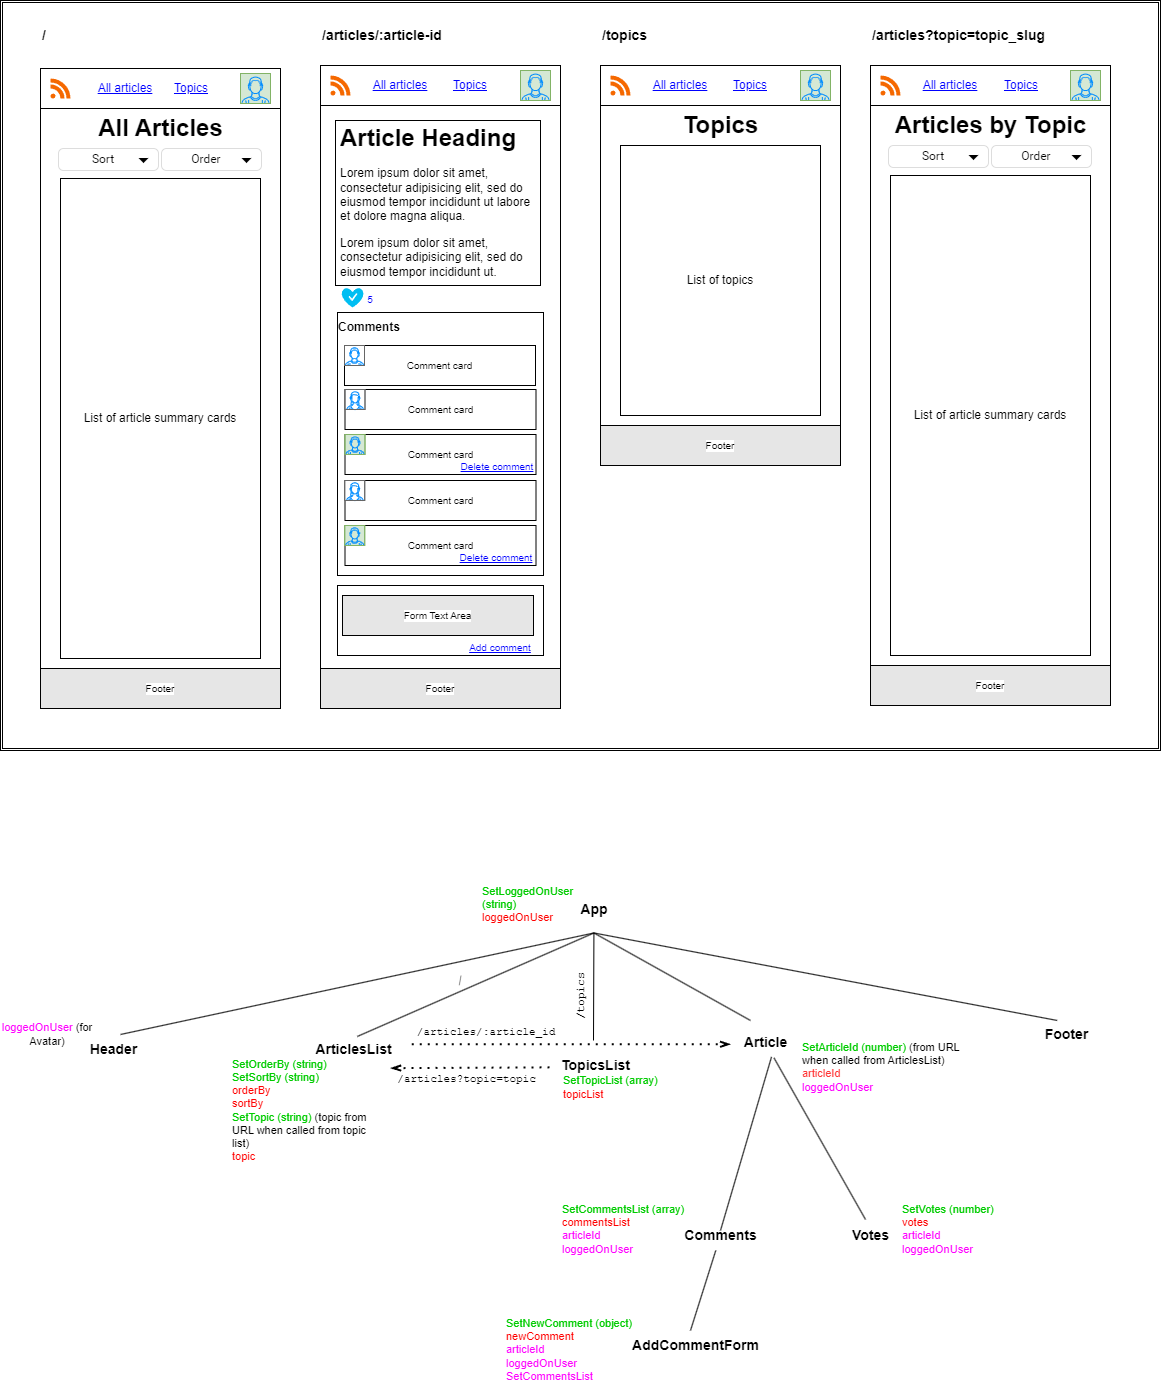 /
/articles/:article-id
/topics
/articles?topic=topic_slug
All articles
Topics
All Articles
Sort
Order
List of article summary cards
Footer
All articles
Topics
Article Heading
Lorem ipsum dolor sit amet,
consectetur adipisicing elit, sed do
eiusmod tempor incididunt ut labore
et dolore magna aliqua.
Lorem ipsum dolor sit amet,
consectetur adipisicing elit, sed do
eiusmod tempor incididunt ut.
5
Comments
Comment card
Comment card
Comment card
Delete comment
Comment card
Comment card
Delete comment
Form Text Area
Add comment
Footer
All articles
Topics
Topics
List of topics
Footer
All articles
Topics
Articles by Topic
Sort
Order
List of article summary cards
Footer
SetLoggedOnUser
(string)
loggedOnUser
App
/
/topics
loggedOnUser (for
Avatar)
Header
/articles/:article_id
ArticlesList
SetOrderBy (string)
SetSortBy (string)
orderBy
sortBy
SetTopic (string) (topic from
URL when called from topic
list)
topic
/articles?topic=topic
TopicsList
SetTopicList (array)
topicList
Article
SetArticleId (number) (from URL
when called from ArticlesList)
articleId
loggedOnUser
Footer
SetCommentsList (array)
commentsList
articleId
loggedOnUser
Comments
Votes
SetVotes (number)
votes
articleId
loggedOnUser
SetNewComment (object)
newComment
articleId
loggedOnUser
SetCommentsList
AddCommentForm